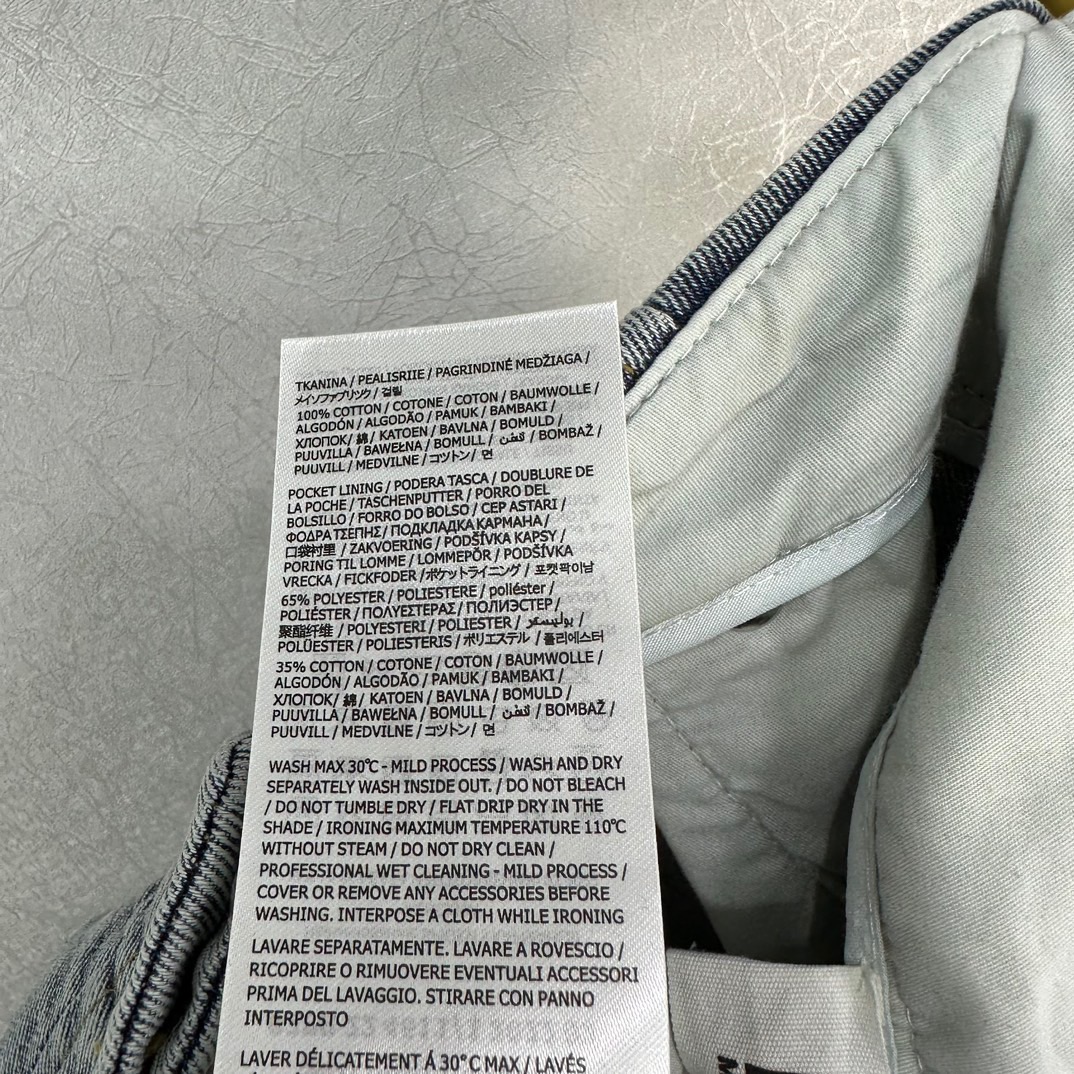 TKANINA / PEALISRIIE / PAGRINDINĖ MEDŽIAGA /
メイソファブリック / 겉릴
100% COTTON / COTONE / COTON / BAUMWOLLE /
ALGODÓN / ALGODÃO / PAMUK / BAMBAKI /
ХЛОПОК/ 綿 / KATOEN / BAVLNA / BOMULD /
PUUVILLA / BAWEŁNA / BOMULL / / BOMBAŽ /
PUUVILL / MEDVILNE / コツトン / 면
POCKET LINING / PODERA TASCA / DOUBLURE DE
LA POCHE / TASCHENPUTTER / PORRO DEL
BOLSILLO / FORRO DO BOLSO / CEP ASTARI /
ΦΟΔΡΑ ΤΣΕΠΗΣ / ПОДКЛАДКА КАРМАНА /
口袋衬里 / ZAKVOERING / PODŠÍVKA KAPSY /
PORING TIL LOMME / LOMMEPÕR / PODŠÍVKA
VRECKA / FICKFODER /ポケットライニング / 포켓 팍이남
65% POLYESTER / POLIESTERE / poliéster /
POLIÉSTER / ΠΟΛΥΕΣΤΕΡΑΣ / ПОЛИЭСТЕР /
聚酯纤维 / POLYESTERI / POLIESTER / بوليستر /
POLÜESTER / POLIESTERIS / ポリエステル / 폴리에스터
35% COTTON / COTONE / COTON / BAUMWOLLE /
ALGODÓN / ALGODÃO / PAMUK / BAMBAKI /
ХЛОПОК/ 綿 / KATOEN / BAVLNA / BOMULD /
PUUVILLA / BAWEŁNA / BOMULL / / BOMBAŽ /
PUUVILL / MEDVILNE / コツトン / 면
WASH MAX 30℃ - MILD PROCESS / WASH AND DRY
SEPARATELY WASH INSIDE OUT. / DO NOT BLEACH
/ DO NOT TUMBLE DRY / FLAT DRIP DRY IN THE
SHADE / IRONING MAXIMUM TEMPERATURE 110℃
WITHOUT STEAM / DO NOT DRY CLEAN /
PROFESSIONAL WET CLEANING - MILD PROCESS /
COVER OR REMOVE ANY ACCESSORIES BEFORE
WASHING. INTERPOSE A CLOTH WHILE IRONING
LAVARE SEPARATAMENTE. LAVARE A ROVESCIO /
RICOPRIRE O RIMUOVERE EVENTUALI ACCESSORI
PRIMA DEL LAVAGGIO. STIRARE CON PANNO
INTERPOSTO
LAVER DÉLICATEMENT Á 30°C MAX / LAVÉS